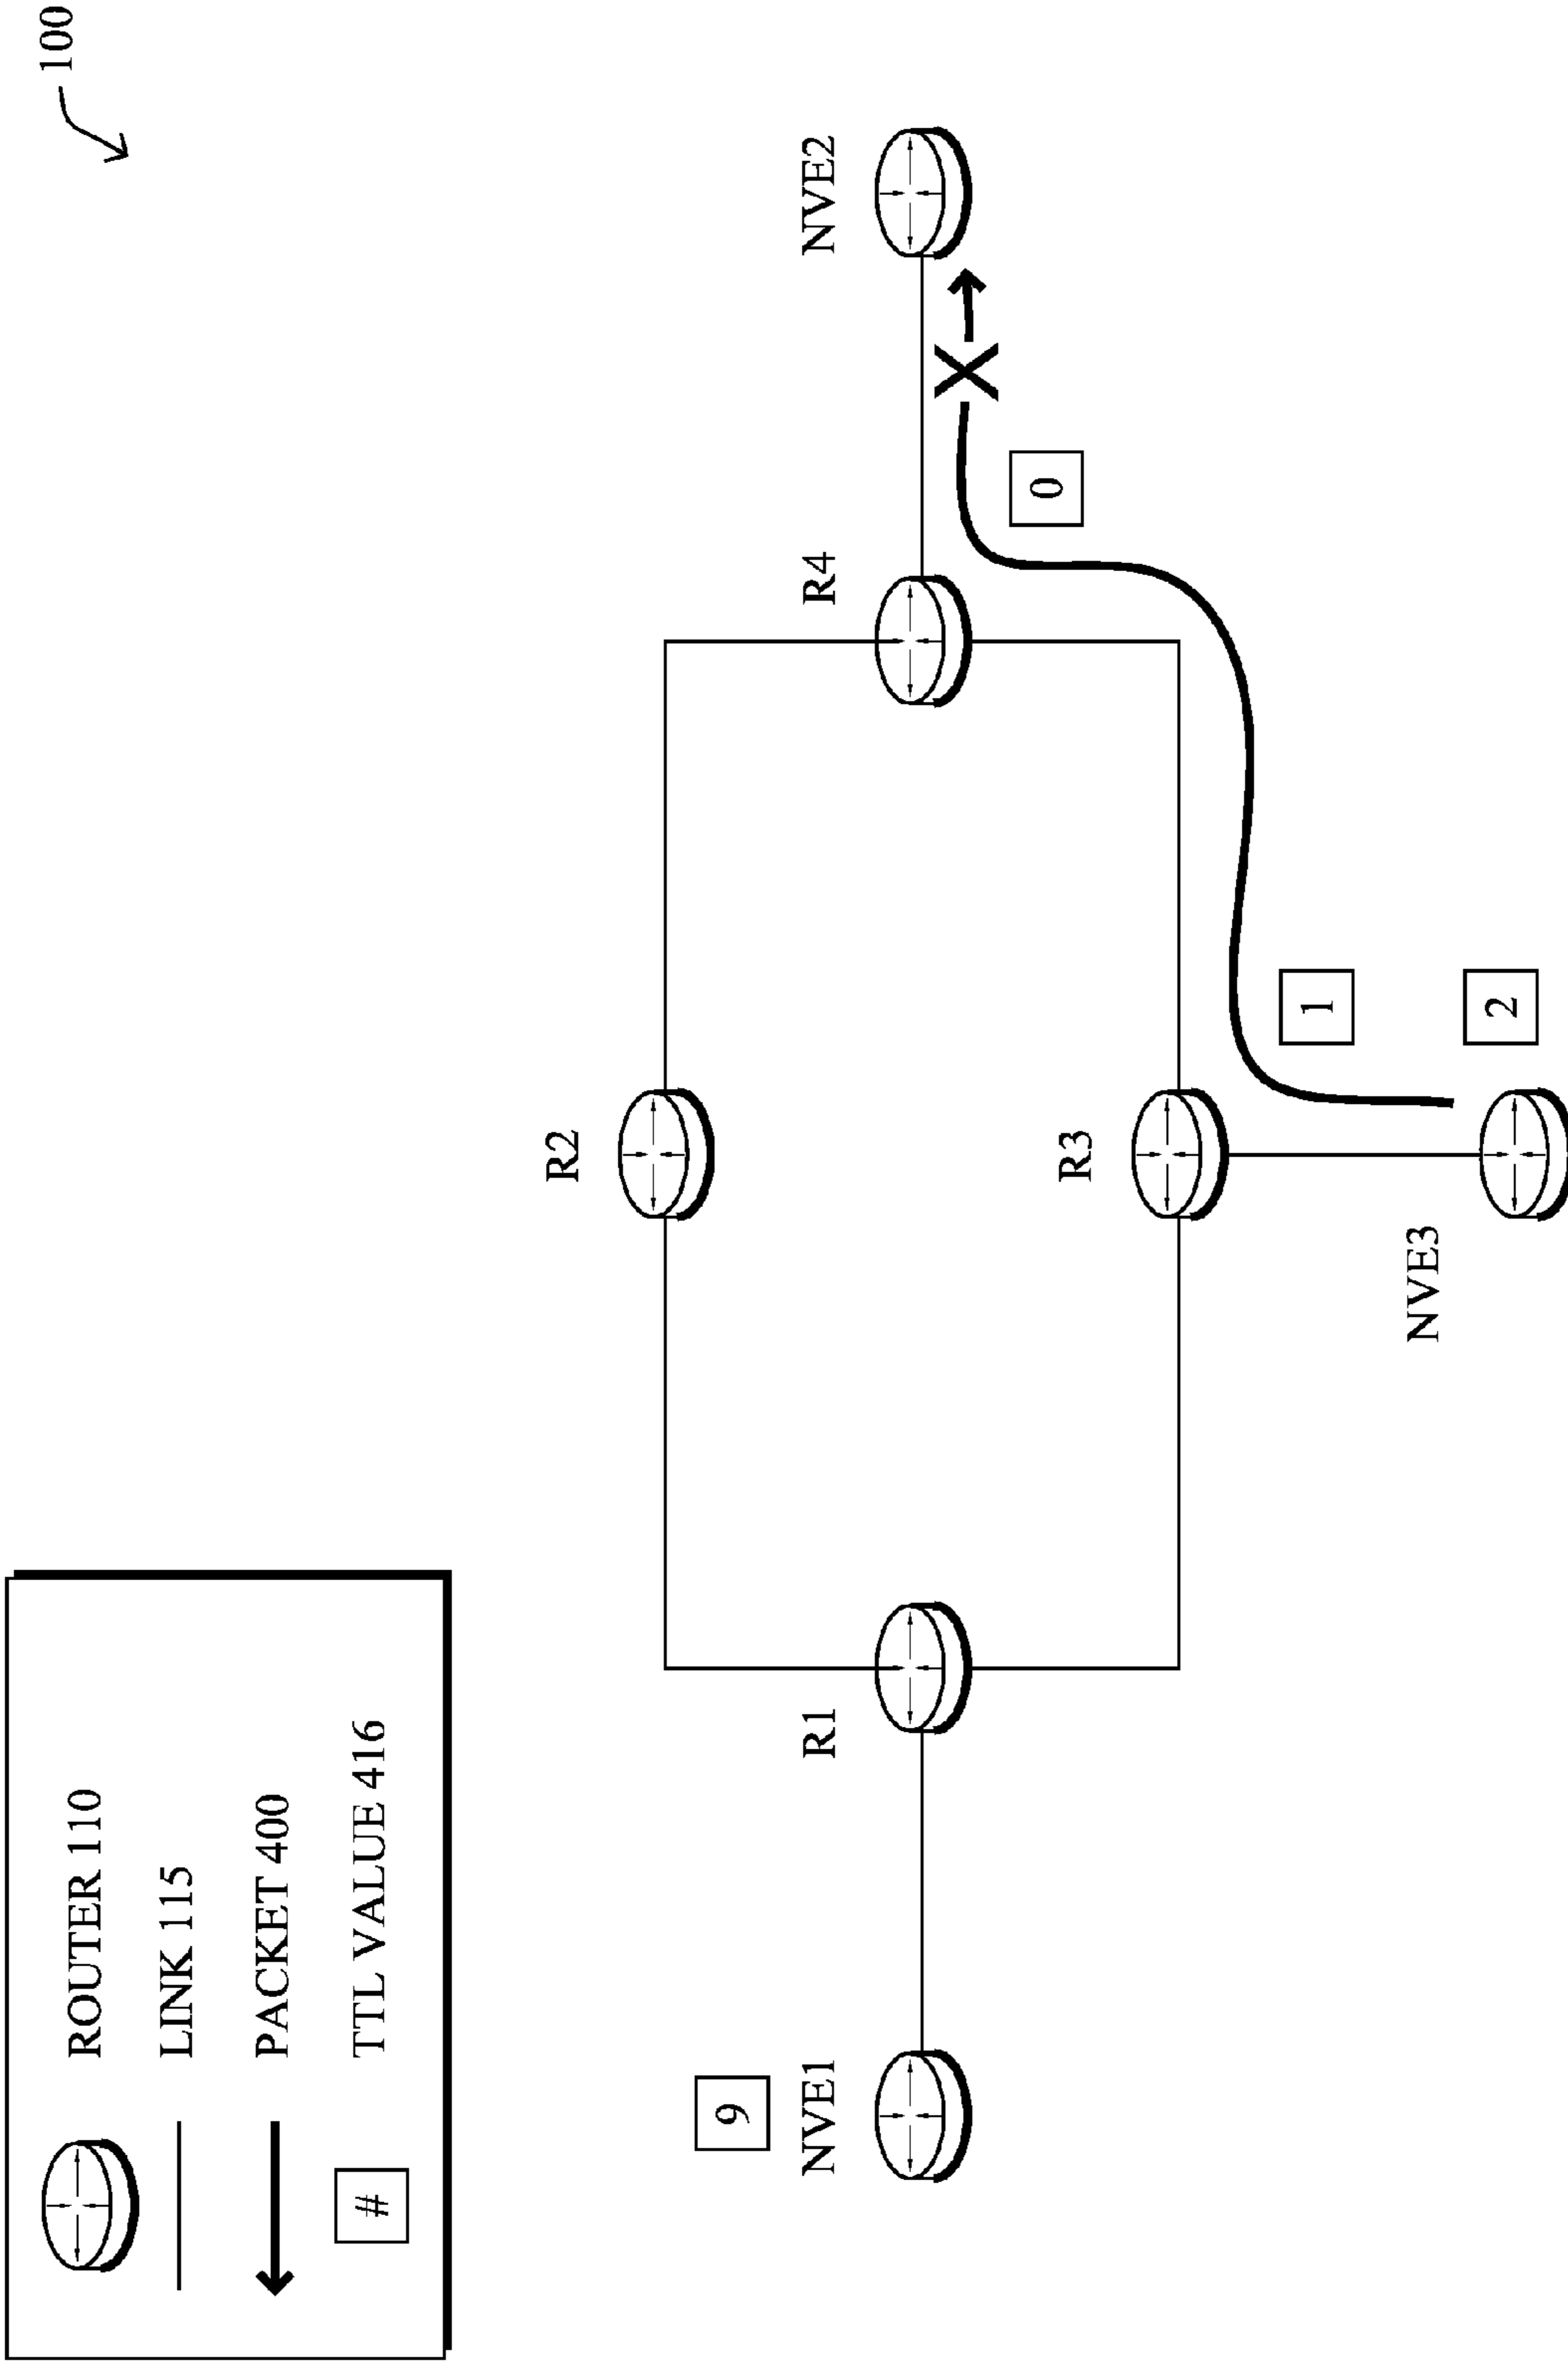 100
ROUTER 110
LINK 115
PACKET 400
# TTL VALUE 416
R2
9
NVE1
R1
R4
NVE2
0
R3
1
NVE3
2